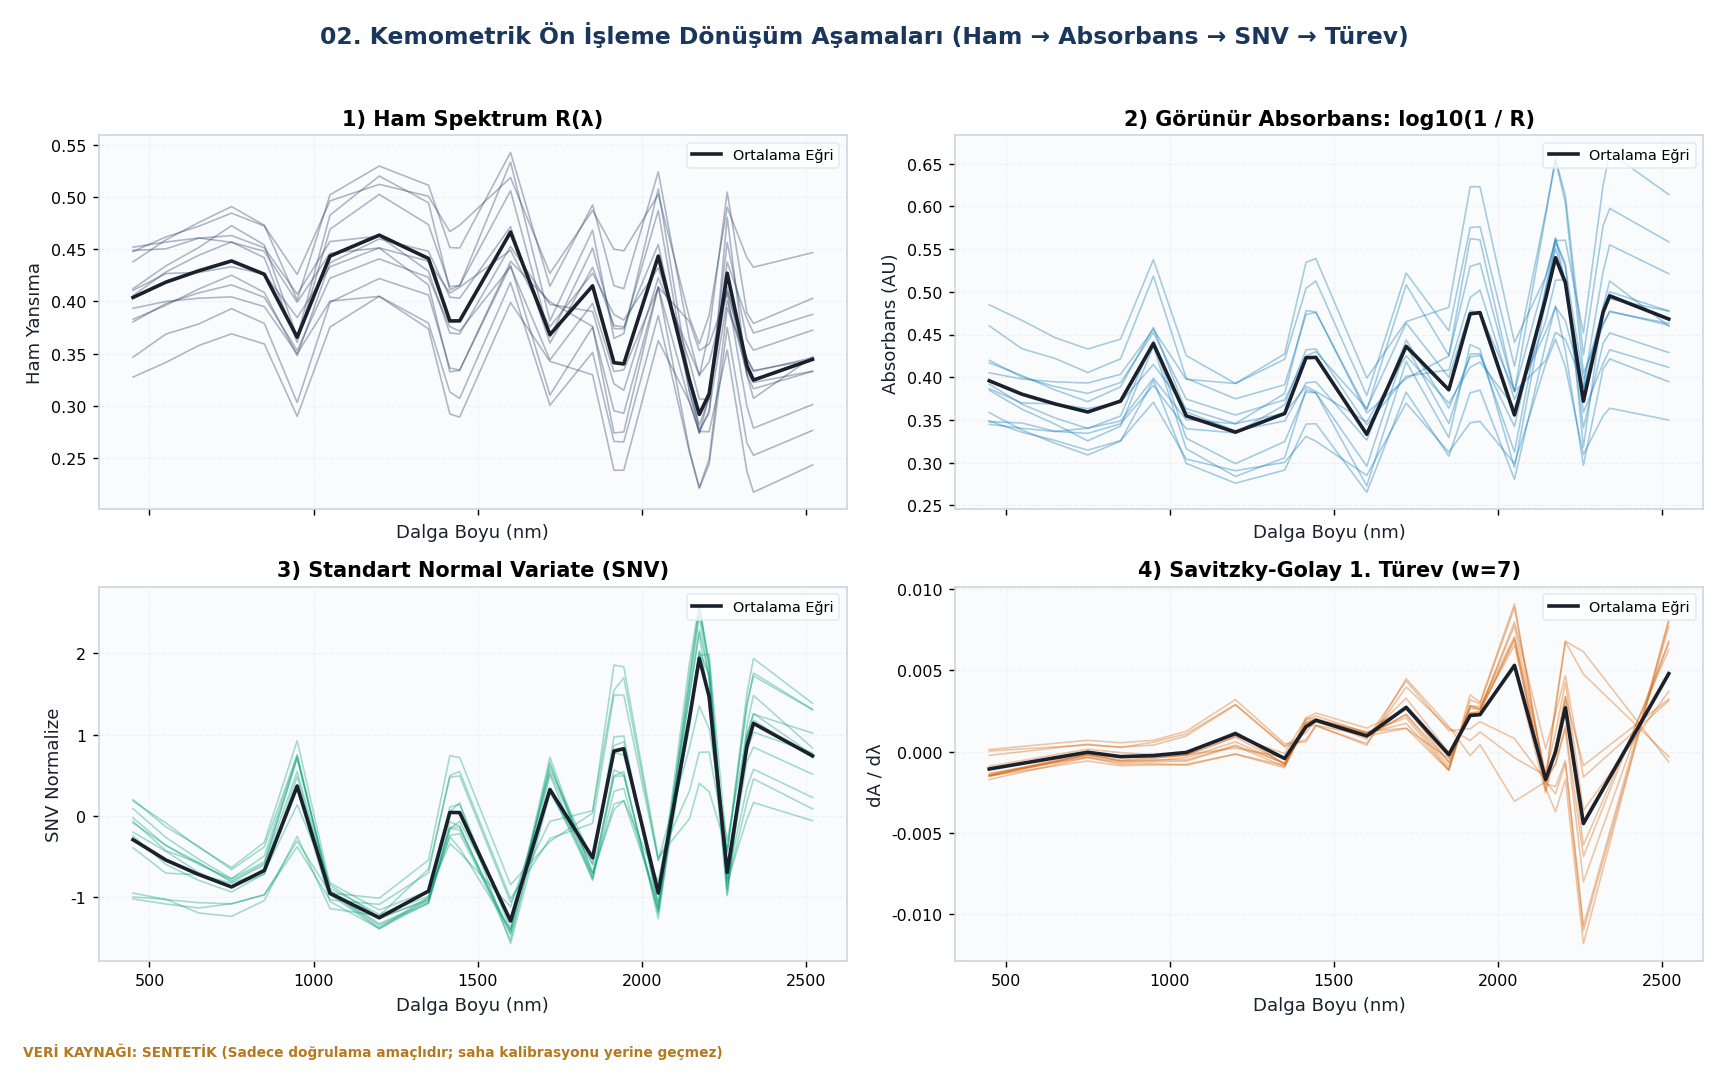 02. Kemometrik Ön İşleme Dönüşüm Aşamaları (Ham → Absorbans → SNV → Türev)
1) Ham Spektrum R(λ)
Ham Yansıma
0.55
0.50
0.45
0.40
0.35
0.30
0.25
Ortalama Eğri
Dalga Boyu (nm)
2) Görünür Absorbans: log10(1 / R)
Absorbans (AU)
0.65
0.60
0.55
0.50
0.45
0.40
0.35
0.30
0.25
Ortalama Eğri
Dalga Boyu (nm)
3) Standart Normal Variate (SNV)
SNV Normalize
2
1
0
-1
Ortalama Eğri
500 1000 1500 2000 2500
Dalga Boyu (nm)
4) Savitzky-Golay 1. Türev (w=7)
dA / dλ
0.010
0.005
0.000
-0.005
-0.010
Ortalama Eğri
500 1000 1500 2000 2500
Dalga Boyu (nm)
VERİ KAYNAĞI: SENTETİK (Sadece doğrulama amaçlıdır; saha kalibrasyonu yerine geçmez)